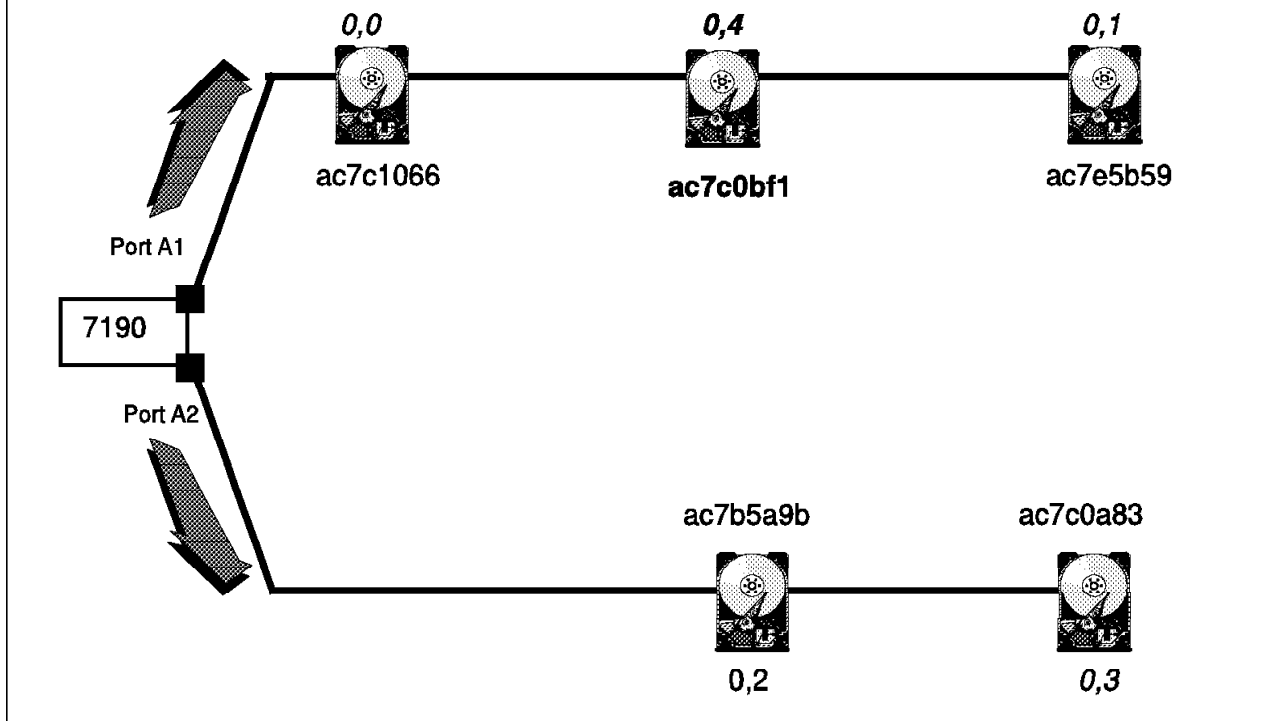 0,0
0,4
0,1
ac7c1066
ac7c0bf1
ac7e5b59
Port A1
7190
Port A2
ac7b5a9b
ac7c0a83
0,2
0,3